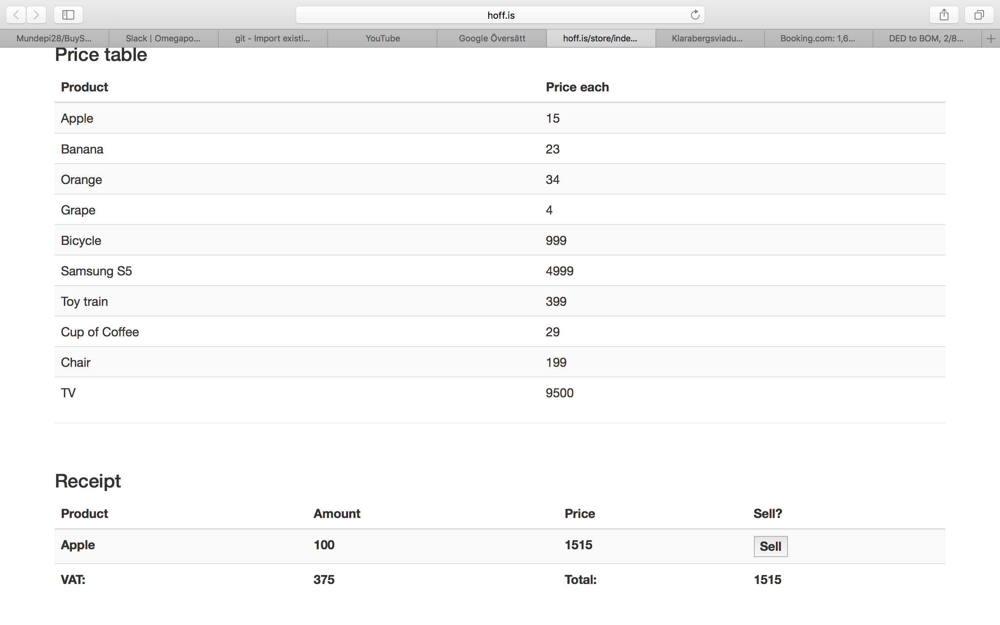 hoff.is
Mundepi28/BuyS...
Slack | Omegapo...
git - Import existi...
YouTube
Google Översätt
hoff.is/store/inde...
Klarabergsviadu...
Booking.com: 1,6...
DED to BOM, 2/8...
Price table
Product Price each
Apple 15
Banana 23
Orange 34
Grape 4
Bicycle 999
Samsung S5 4999
Toy train 399
Cup of Coffee 29
Chair 199
TV 9500
Receipt
Product Amount Price Sell?
Apple 100 1515 Sell
VAT: 375 Total: 1515